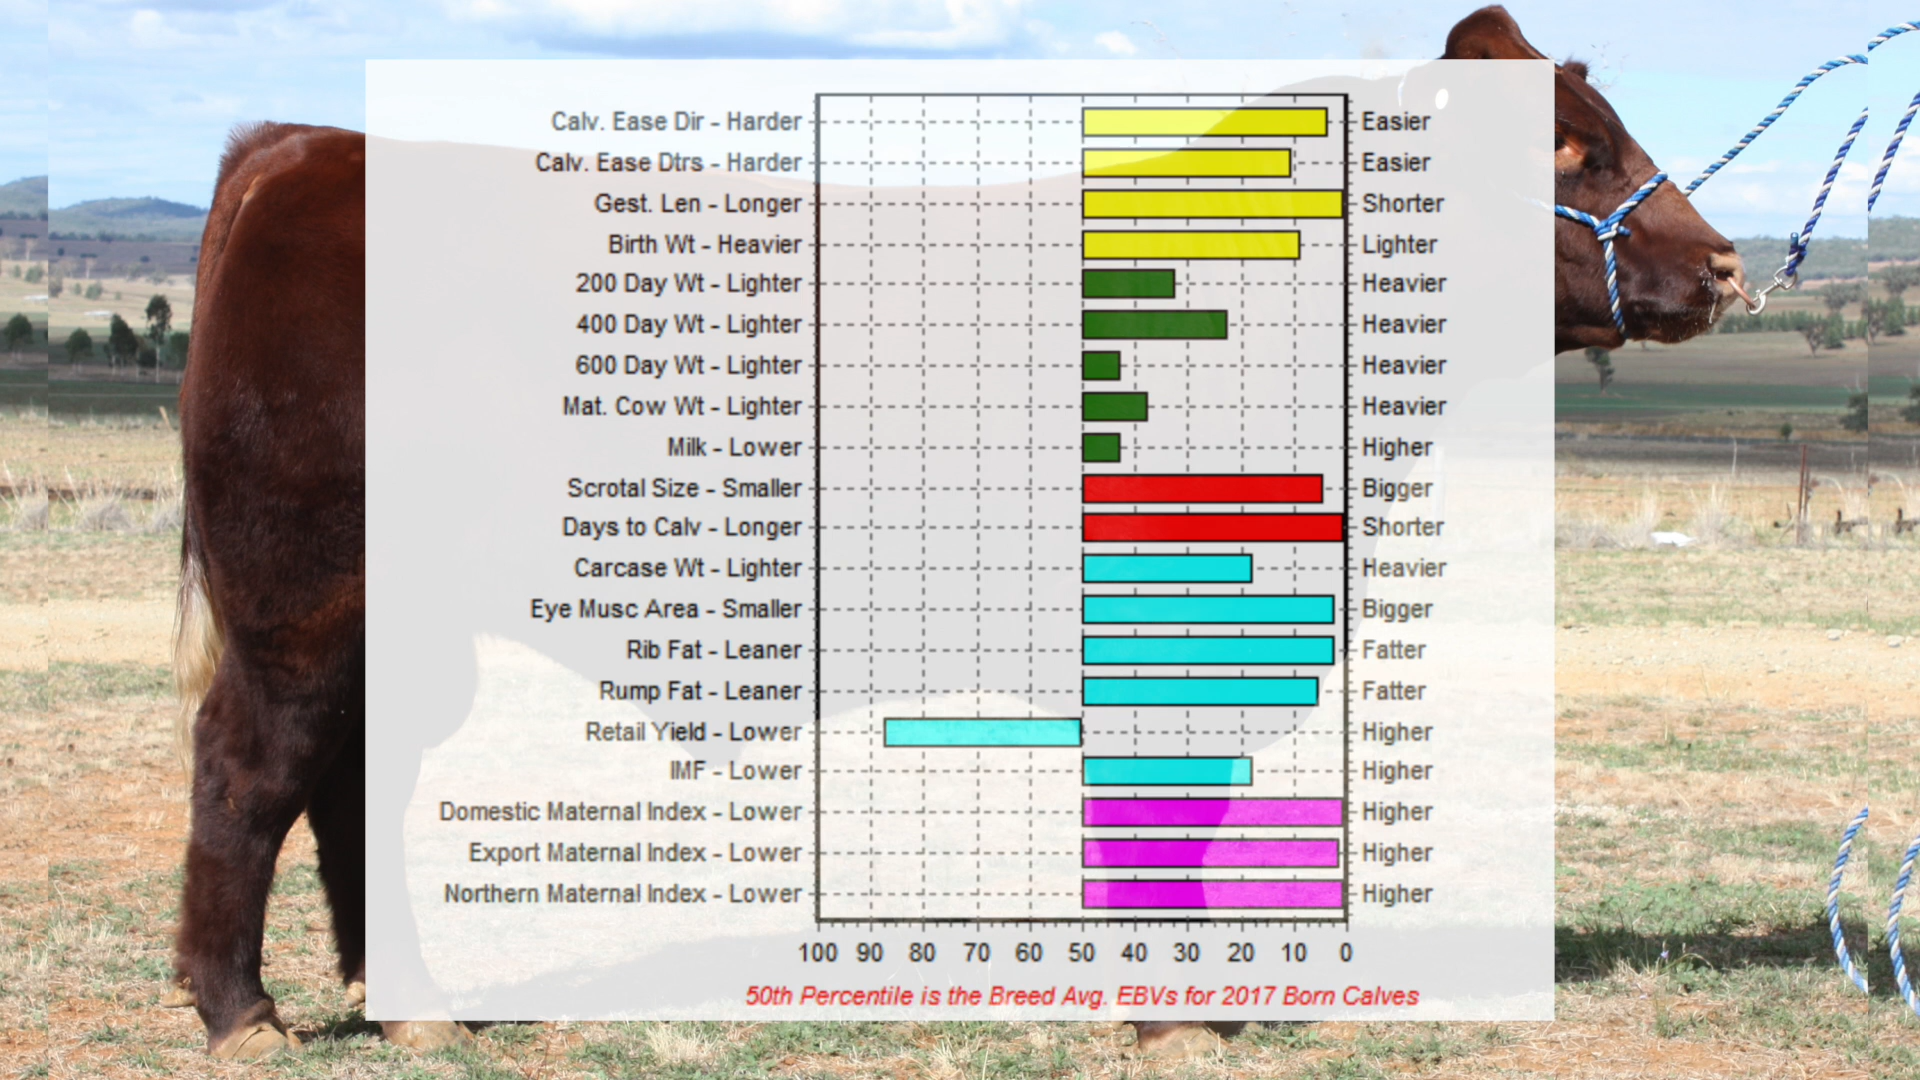 Calv. Ease Dir - Harder Easier
Calv. Ease Dtrs - Harder Easier
Gest. Len - Longer Shorter
Birth Wt - Heavier Lighter
200 Day Wt - Lighter Heavier
400 Day Wt - Lighter Heavier
600 Day Wt - Lighter Heavier
Mat. Cow Wt - Lighter Heavier
Milk - Lower Higher
Scrotal Size - Smaller Bigger
Days to Calv - Longer Shorter
Carcase Wt - Lighter Heavier
Eye Musc Area - Smaller Bigger
Rib Fat - Leaner Fatter
Rump Fat - Leaner Fatter
Retail Yield - Lower Higher
IMF - Lower Higher
Domestic Maternal Index - Lower Higher
Export Maternal Index - Lower Higher
Northern Maternal Index - Lower Higher
100 90 80 70 60 50 40 30 20 10 0
50th Percentile is the Breed Avg. EBVs for 2017 Born Calves